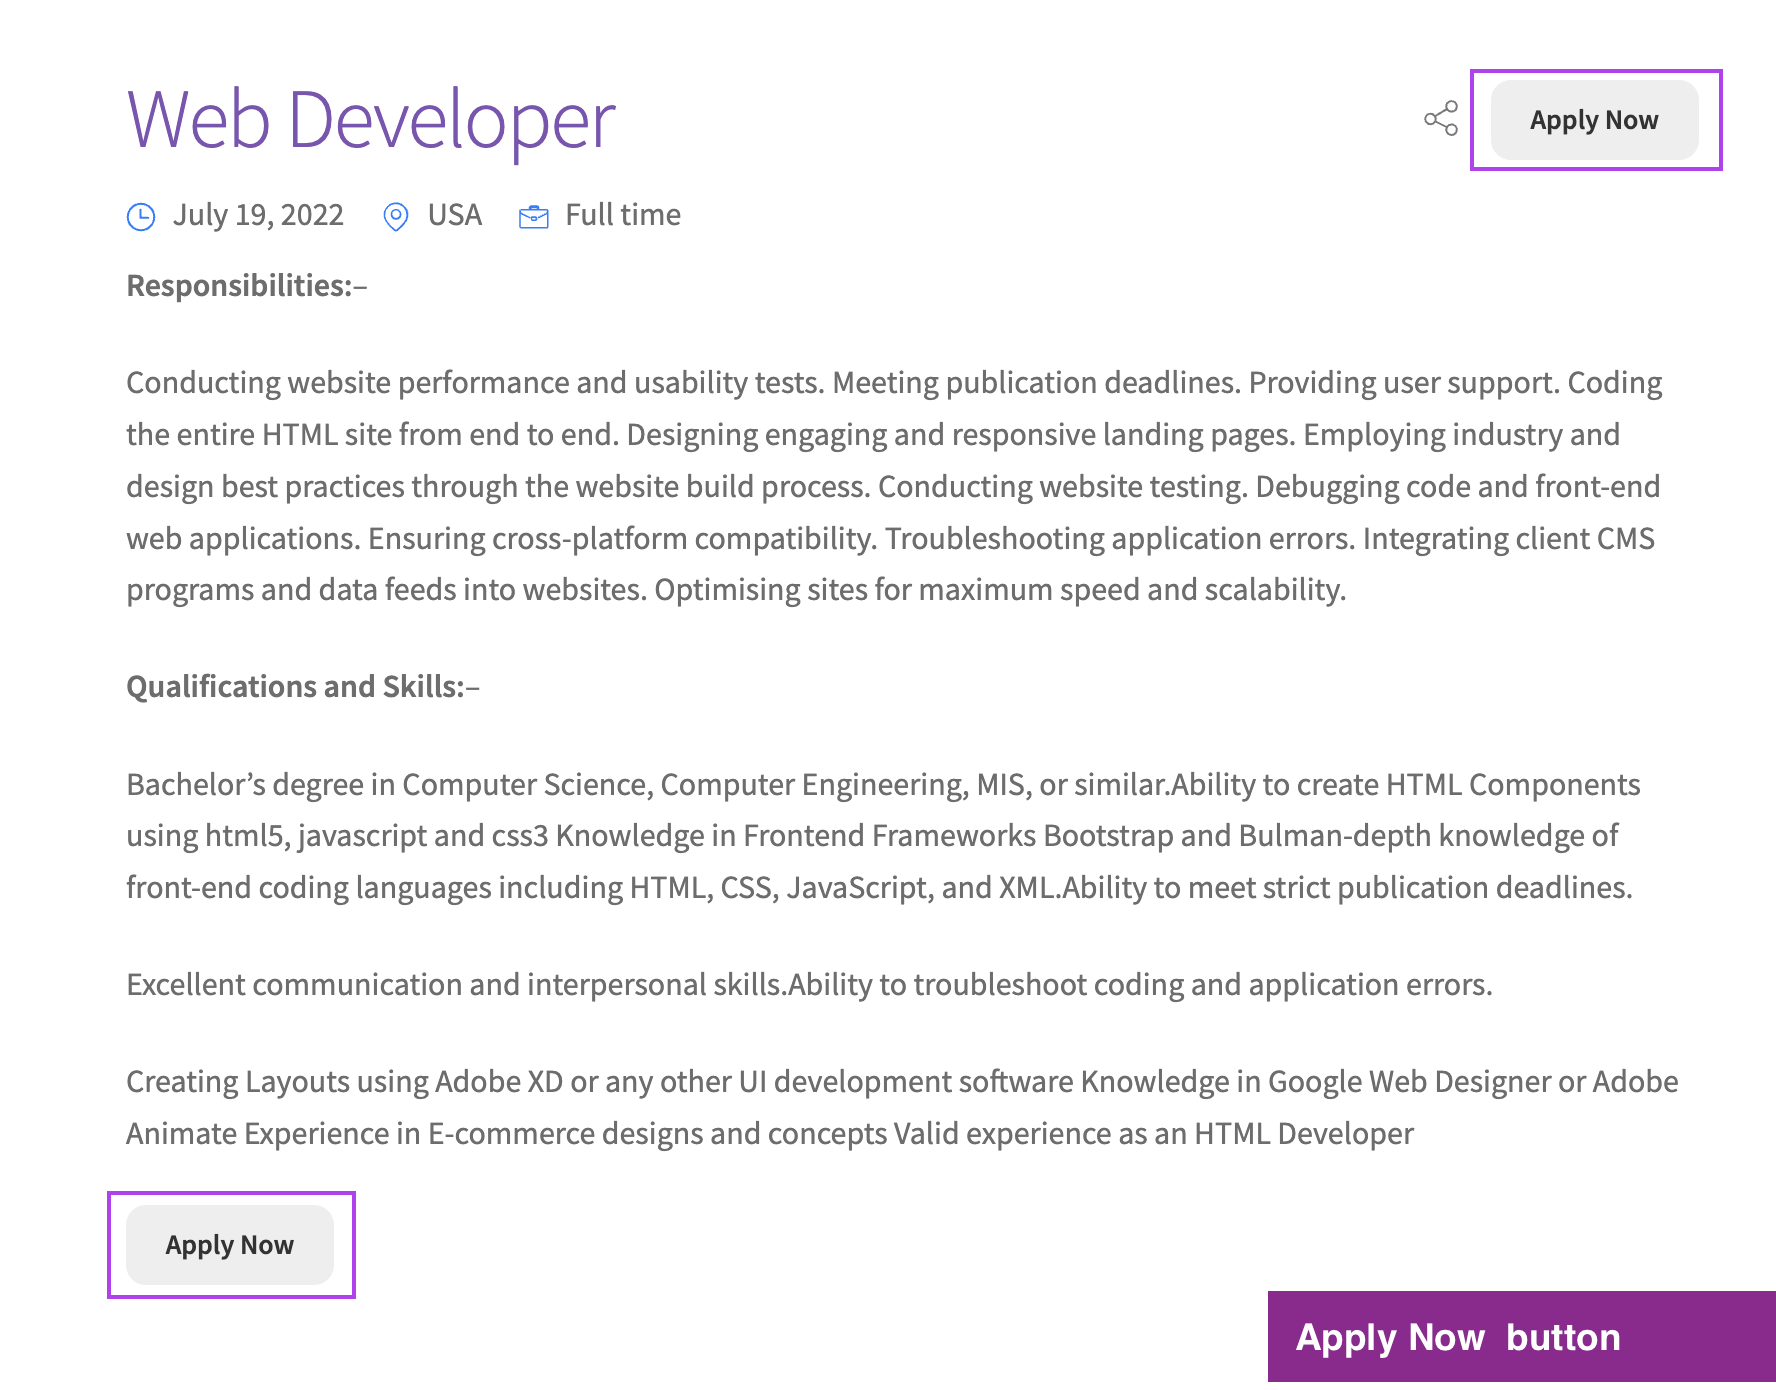 Web Developer
Apply Now
July 19, 2022 USA Full time
Responsibilities:–
Conducting website performance and usability tests. Meeting publication deadlines. Providing user support. Coding
the entire HTML site from end to end. Designing engaging and responsive landing pages. Employing industry and
design best practices through the website build process. Conducting website testing. Debugging code and front-end
web applications. Ensuring cross-platform compatibility. Troubleshooting application errors. Integrating client CMS
programs and data feeds into websites. Optimising sites for maximum speed and scalability.
Qualifications and Skills:–
Bachelor’s degree in Computer Science, Computer Engineering, MIS, or similar.Ability to create HTML Components
using html5, javascript and css3 Knowledge in Frontend Frameworks Bootstrap and Bulman-depth knowledge of
front-end coding languages including HTML, CSS, JavaScript, and XML.Ability to meet strict publication deadlines.
Excellent communication and interpersonal skills.Ability to troubleshoot coding and application errors.
Creating Layouts using Adobe XD or any other UI development software Knowledge in Google Web Designer or Adobe
Animate Experience in E-commerce designs and concepts Valid experience as an HTML Developer
Apply Now
Apply Now button